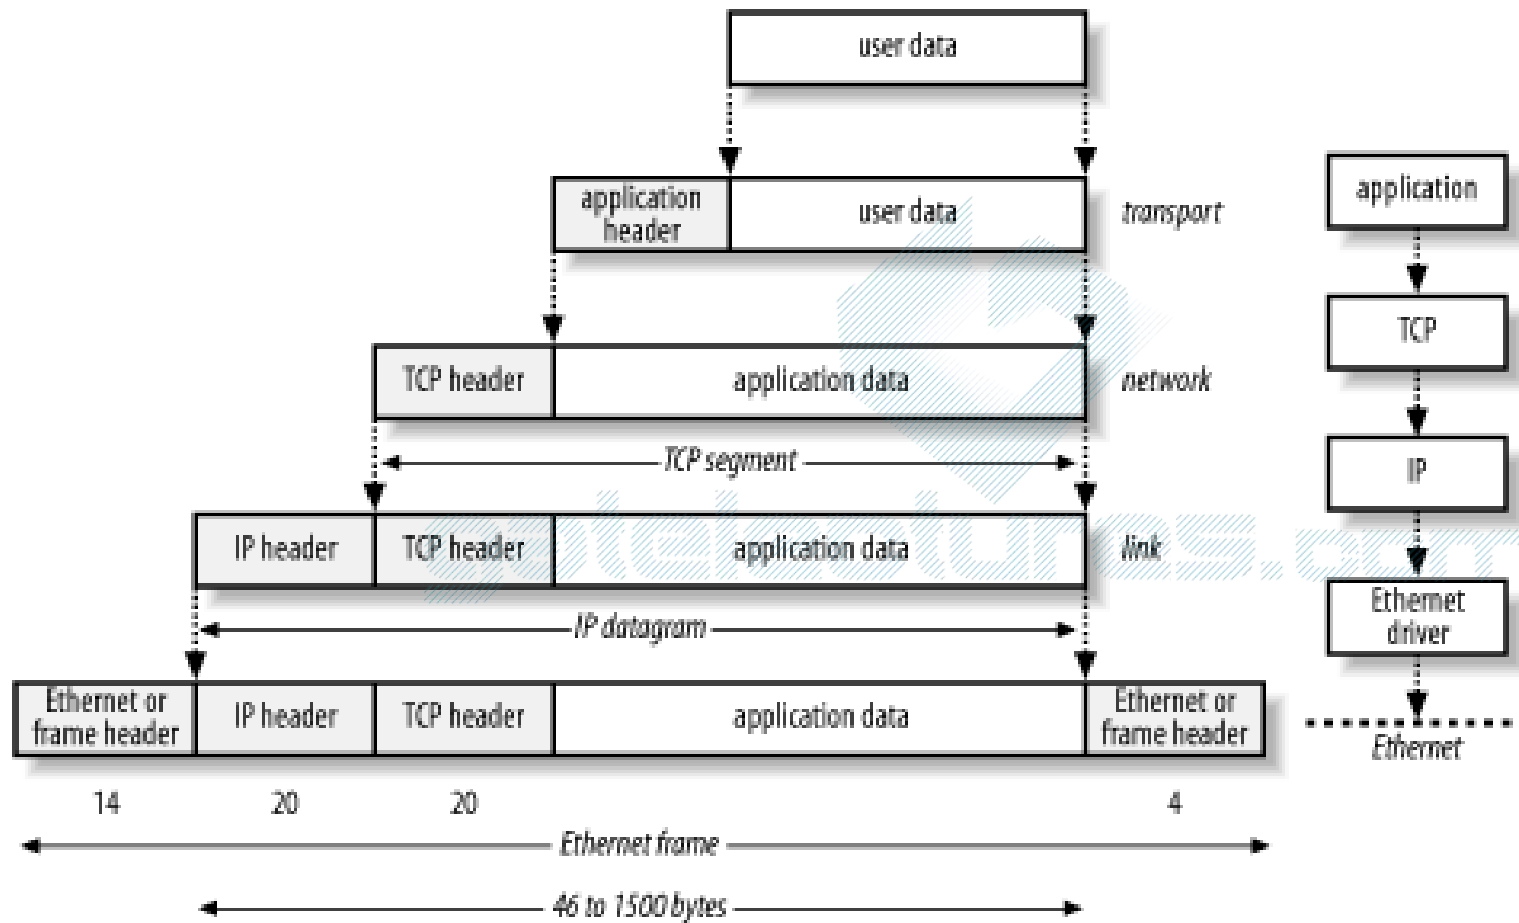 user data
application
header
user data
transport
application
TCP header
application data
network
TCP
TCP segment
IP
IP header
TCP header
application data
link
IP datagram
Ethernet
driver
Ethernet or
frame header
IP header
TCP header
application data
Ethernet or
frame header
Ethernet
14
20
20
4
Ethernet frame
46 to 1500 bytes